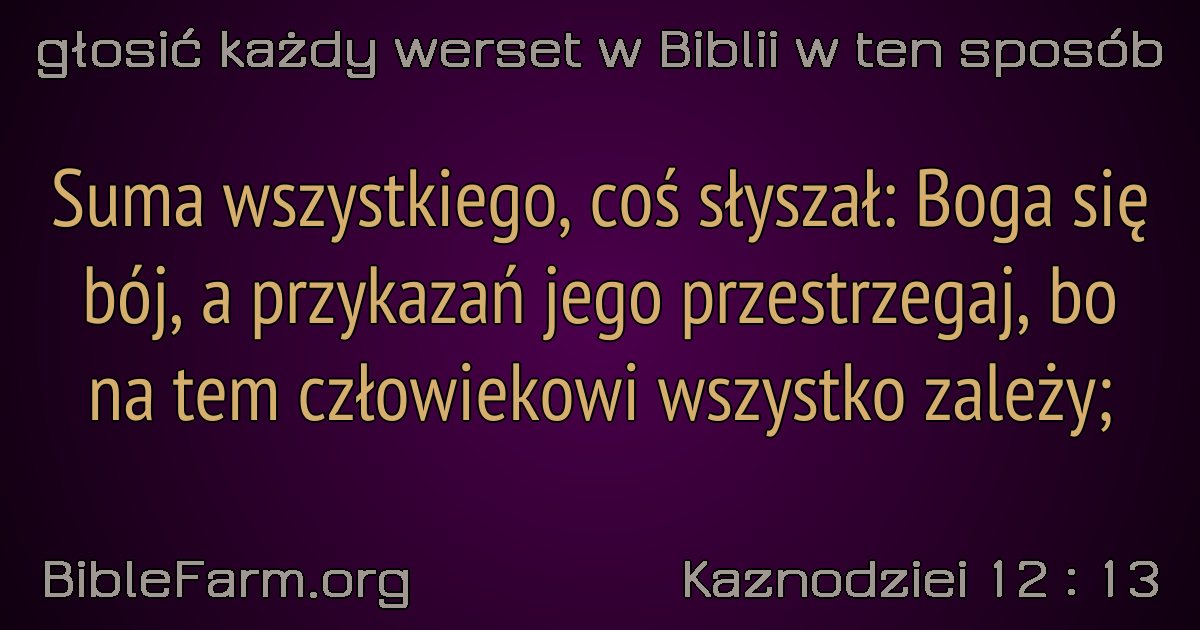 głosić każdy werset w Biblii w ten sposób
Suma wszystkiego, coś słyszał: Boga się
bój, a przykazań jego przestrzegaj, bo
na tem człowiekowi wszystko zależy;
BibleFarm.org
Kaznodziei 12 : 13